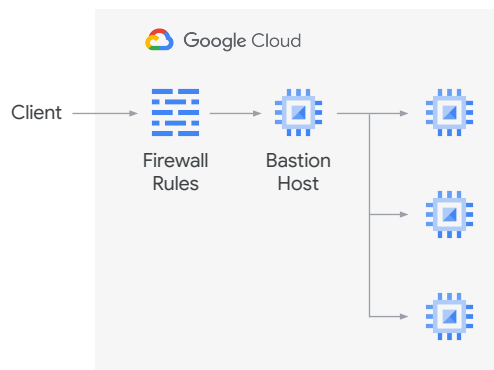 Google Cloud
Client
Firewall
Rules
Bastion
Host